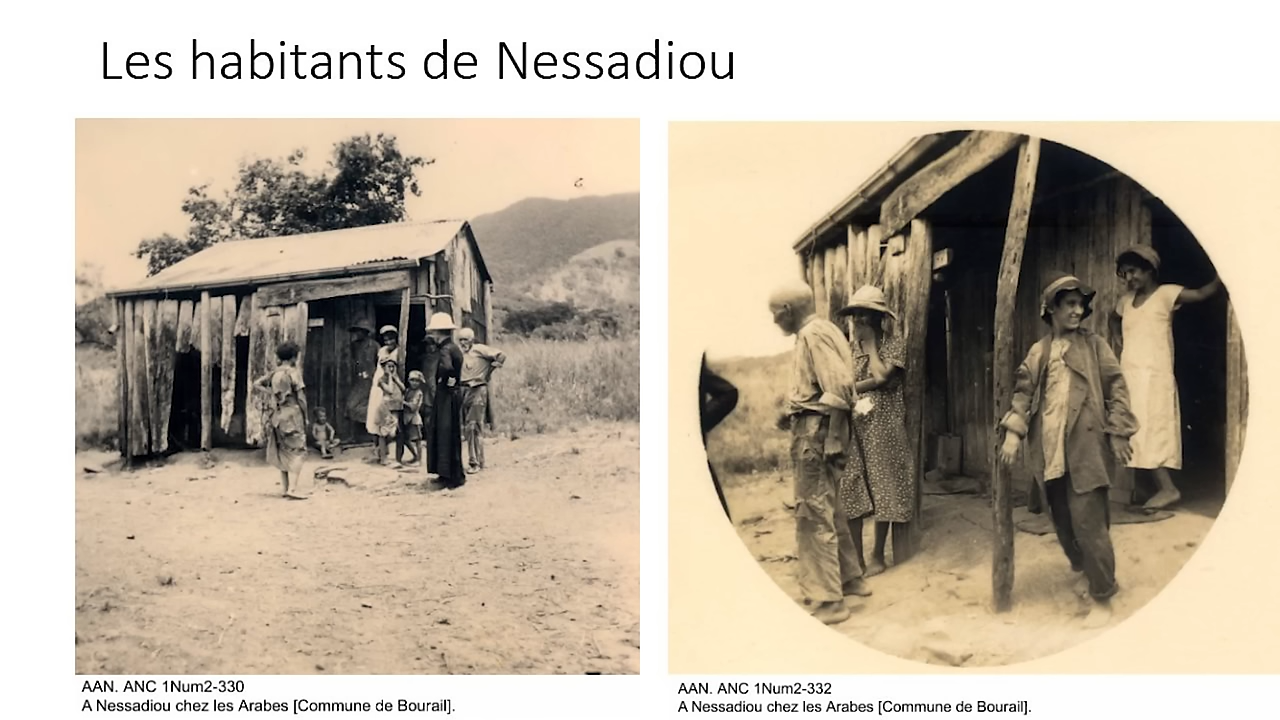 Les habitants de Nessadiou
AAN. ANC 1Num2-330
A Nessadiou chez les Arabes [Commune de Bourail].
AAN. ANC 1Num2-332
A Nessadiou chez les Arabes [Commune de Bourail].